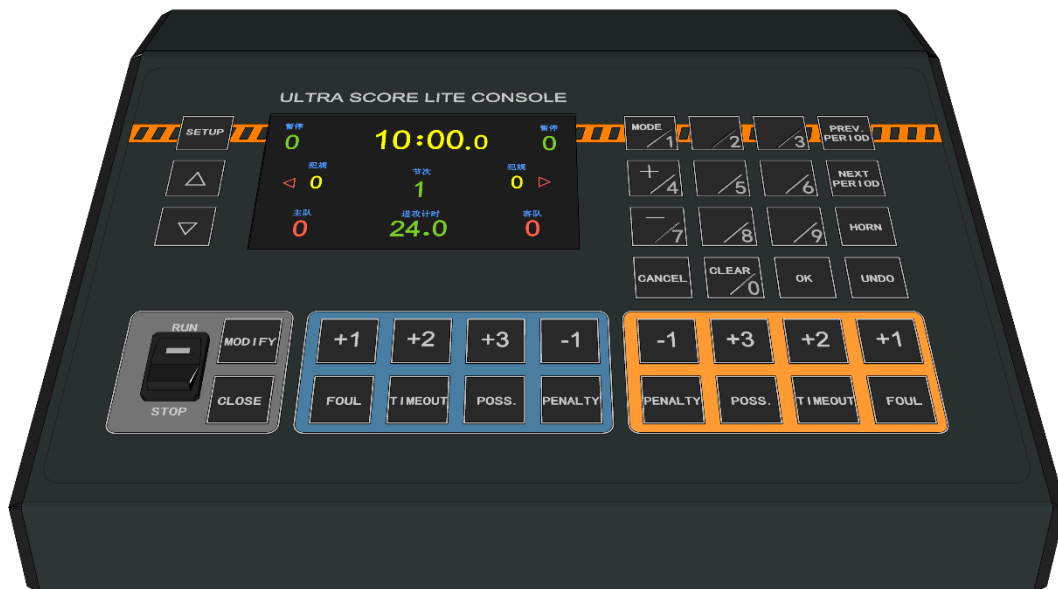 ULTRA SCORE LITE CONSOLE
SETUP
暂停 暂停
0 10:00.0 0
犯规 节次 犯规
0 1 0
主队 进攻计时 客队
0 24.0 0
MODE/1 /2 /3 PREV. PERIOD
+/4 /5 /6 NEXT PERIOD
—/7 /8 /9 HORN
CANCEL CLEAR/0 OK UNDO
RUN
STOP
MODIFY
CLOSE
+1 +2 +3 -1
FOUL TIMEOUT POSS. PENALTY
-1 +3 +2 +1
PENALTY POSS. TIMEOUT FOUL